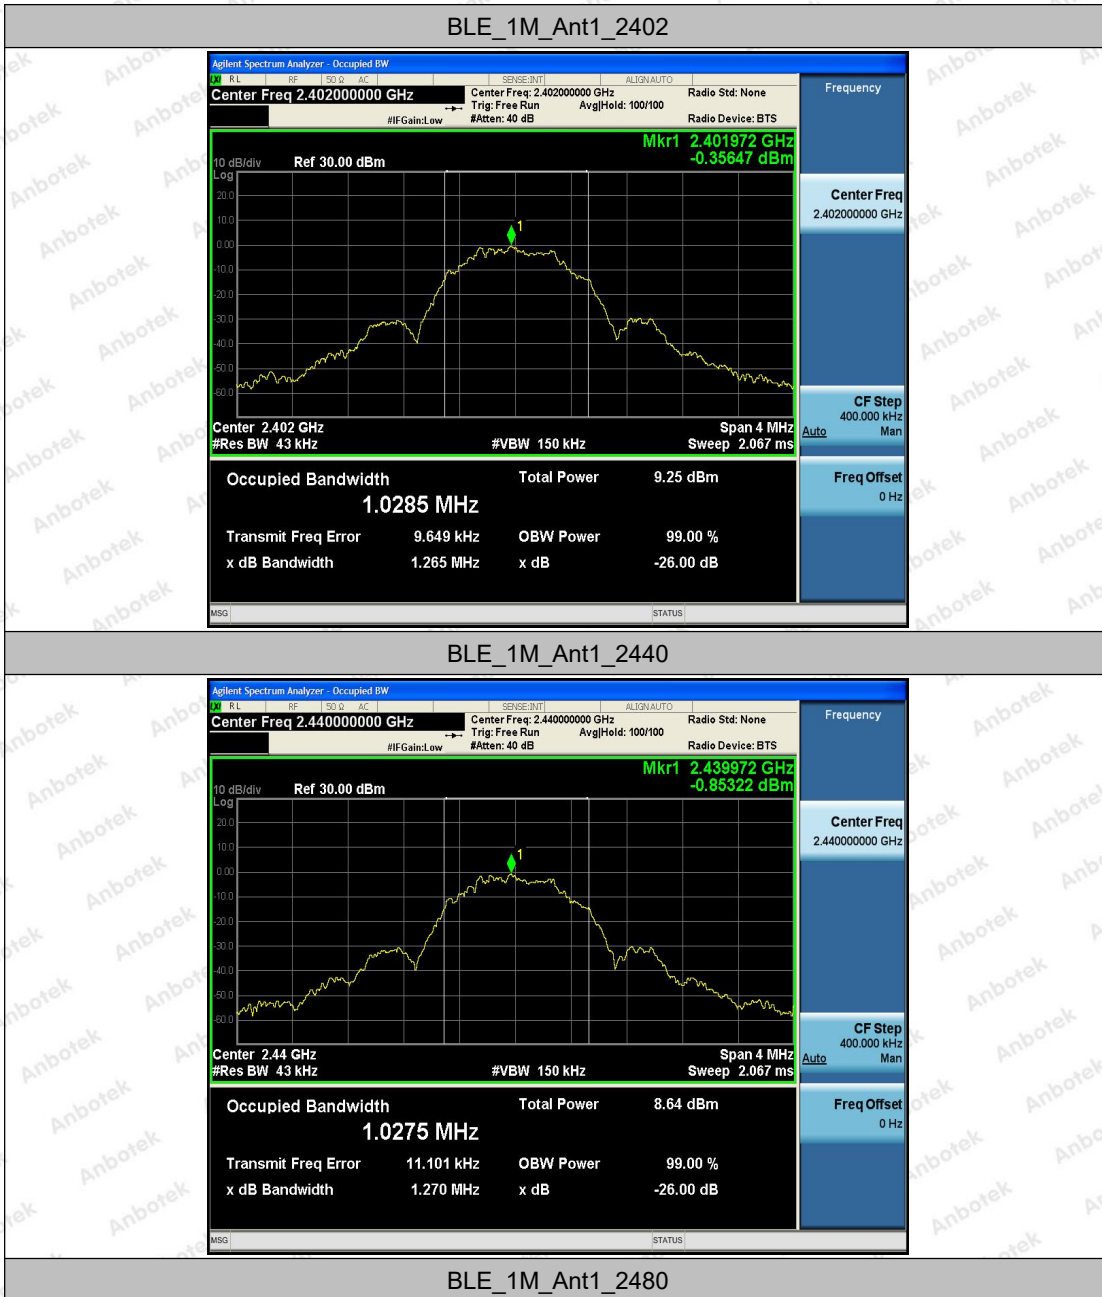 BLE_1M_Ant1_2402
Agilent Spectrum Analyzer - Occupied BW
LXI RL RF 50 Ω AC SENSE:INT ALIGNAUTO
Center Freq 2.402000000 GHz
Center Freq: 2.402000000 GHz Radio Std: None
Trig: Free Run Avg|Hold: 100/100
#IFGain:Low #Atten: 40 dB Radio Device: BTS
Frequency
Mkr1 2.401972 GHz
-0.35647 dBm
10 dB/div Ref 30.00 dBm
Log
20.0
10.0
0.00
-10.0
-20.0
-30.0
-40.0
-50.0
-60.0
1
Center Freq
2.402000000 GHz
Center 2.402 GHz Span 4 MHz
#Res BW 43 kHz #VBW 150 kHz Sweep 2.067 ms
CF Step
400.000 kHz
Auto Man
Occupied Bandwidth Total Power 9.25 dBm
1.0285 MHz
Transmit Freq Error 9.649 kHz OBW Power 99.00 %
x dB Bandwidth 1.265 MHz x dB -26.00 dB
Freq Offset
0 Hz
MSG STATUS
BLE_1M_Ant1_2440
Agilent Spectrum Analyzer - Occupied BW
LXI RL RF 50 Ω AC SENSE:INT ALIGNAUTO
Center Freq 2.440000000 GHz
Center Freq: 2.440000000 GHz Radio Std: None
Trig: Free Run Avg|Hold: 100/100
#IFGain:Low #Atten: 40 dB Radio Device: BTS
Frequency
Mkr1 2.439972 GHz
-0.85322 dBm
10 dB/div Ref 30.00 dBm
Log
20.0
10.0
0.00
-10.0
-20.0
-30.0
-40.0
-50.0
-60.0
1
Center Freq
2.440000000 GHz
Center 2.44 GHz Span 4 MHz
#Res BW 43 kHz #VBW 150 kHz Sweep 2.067 ms
CF Step
400.000 kHz
Auto Man
Occupied Bandwidth Total Power 8.64 dBm
1.0275 MHz
Transmit Freq Error 11.101 kHz OBW Power 99.00 %
x dB Bandwidth 1.270 MHz x dB -26.00 dB
Freq Offset
0 Hz
MSG STATUS
BLE_1M_Ant1_2480
Anbotek